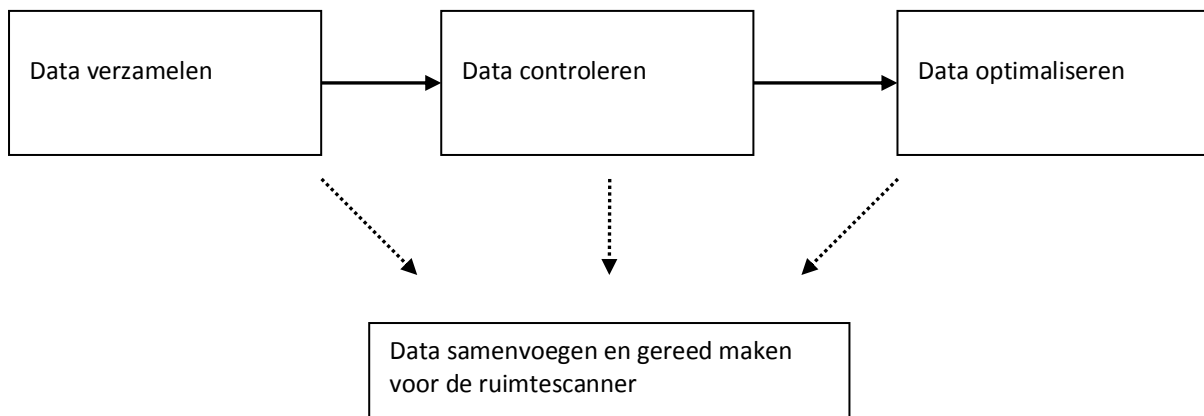 Data verzamelen
Data controleren
Data optimaliseren
Data samenvoegen en gereed maken
voor de ruimtescanner